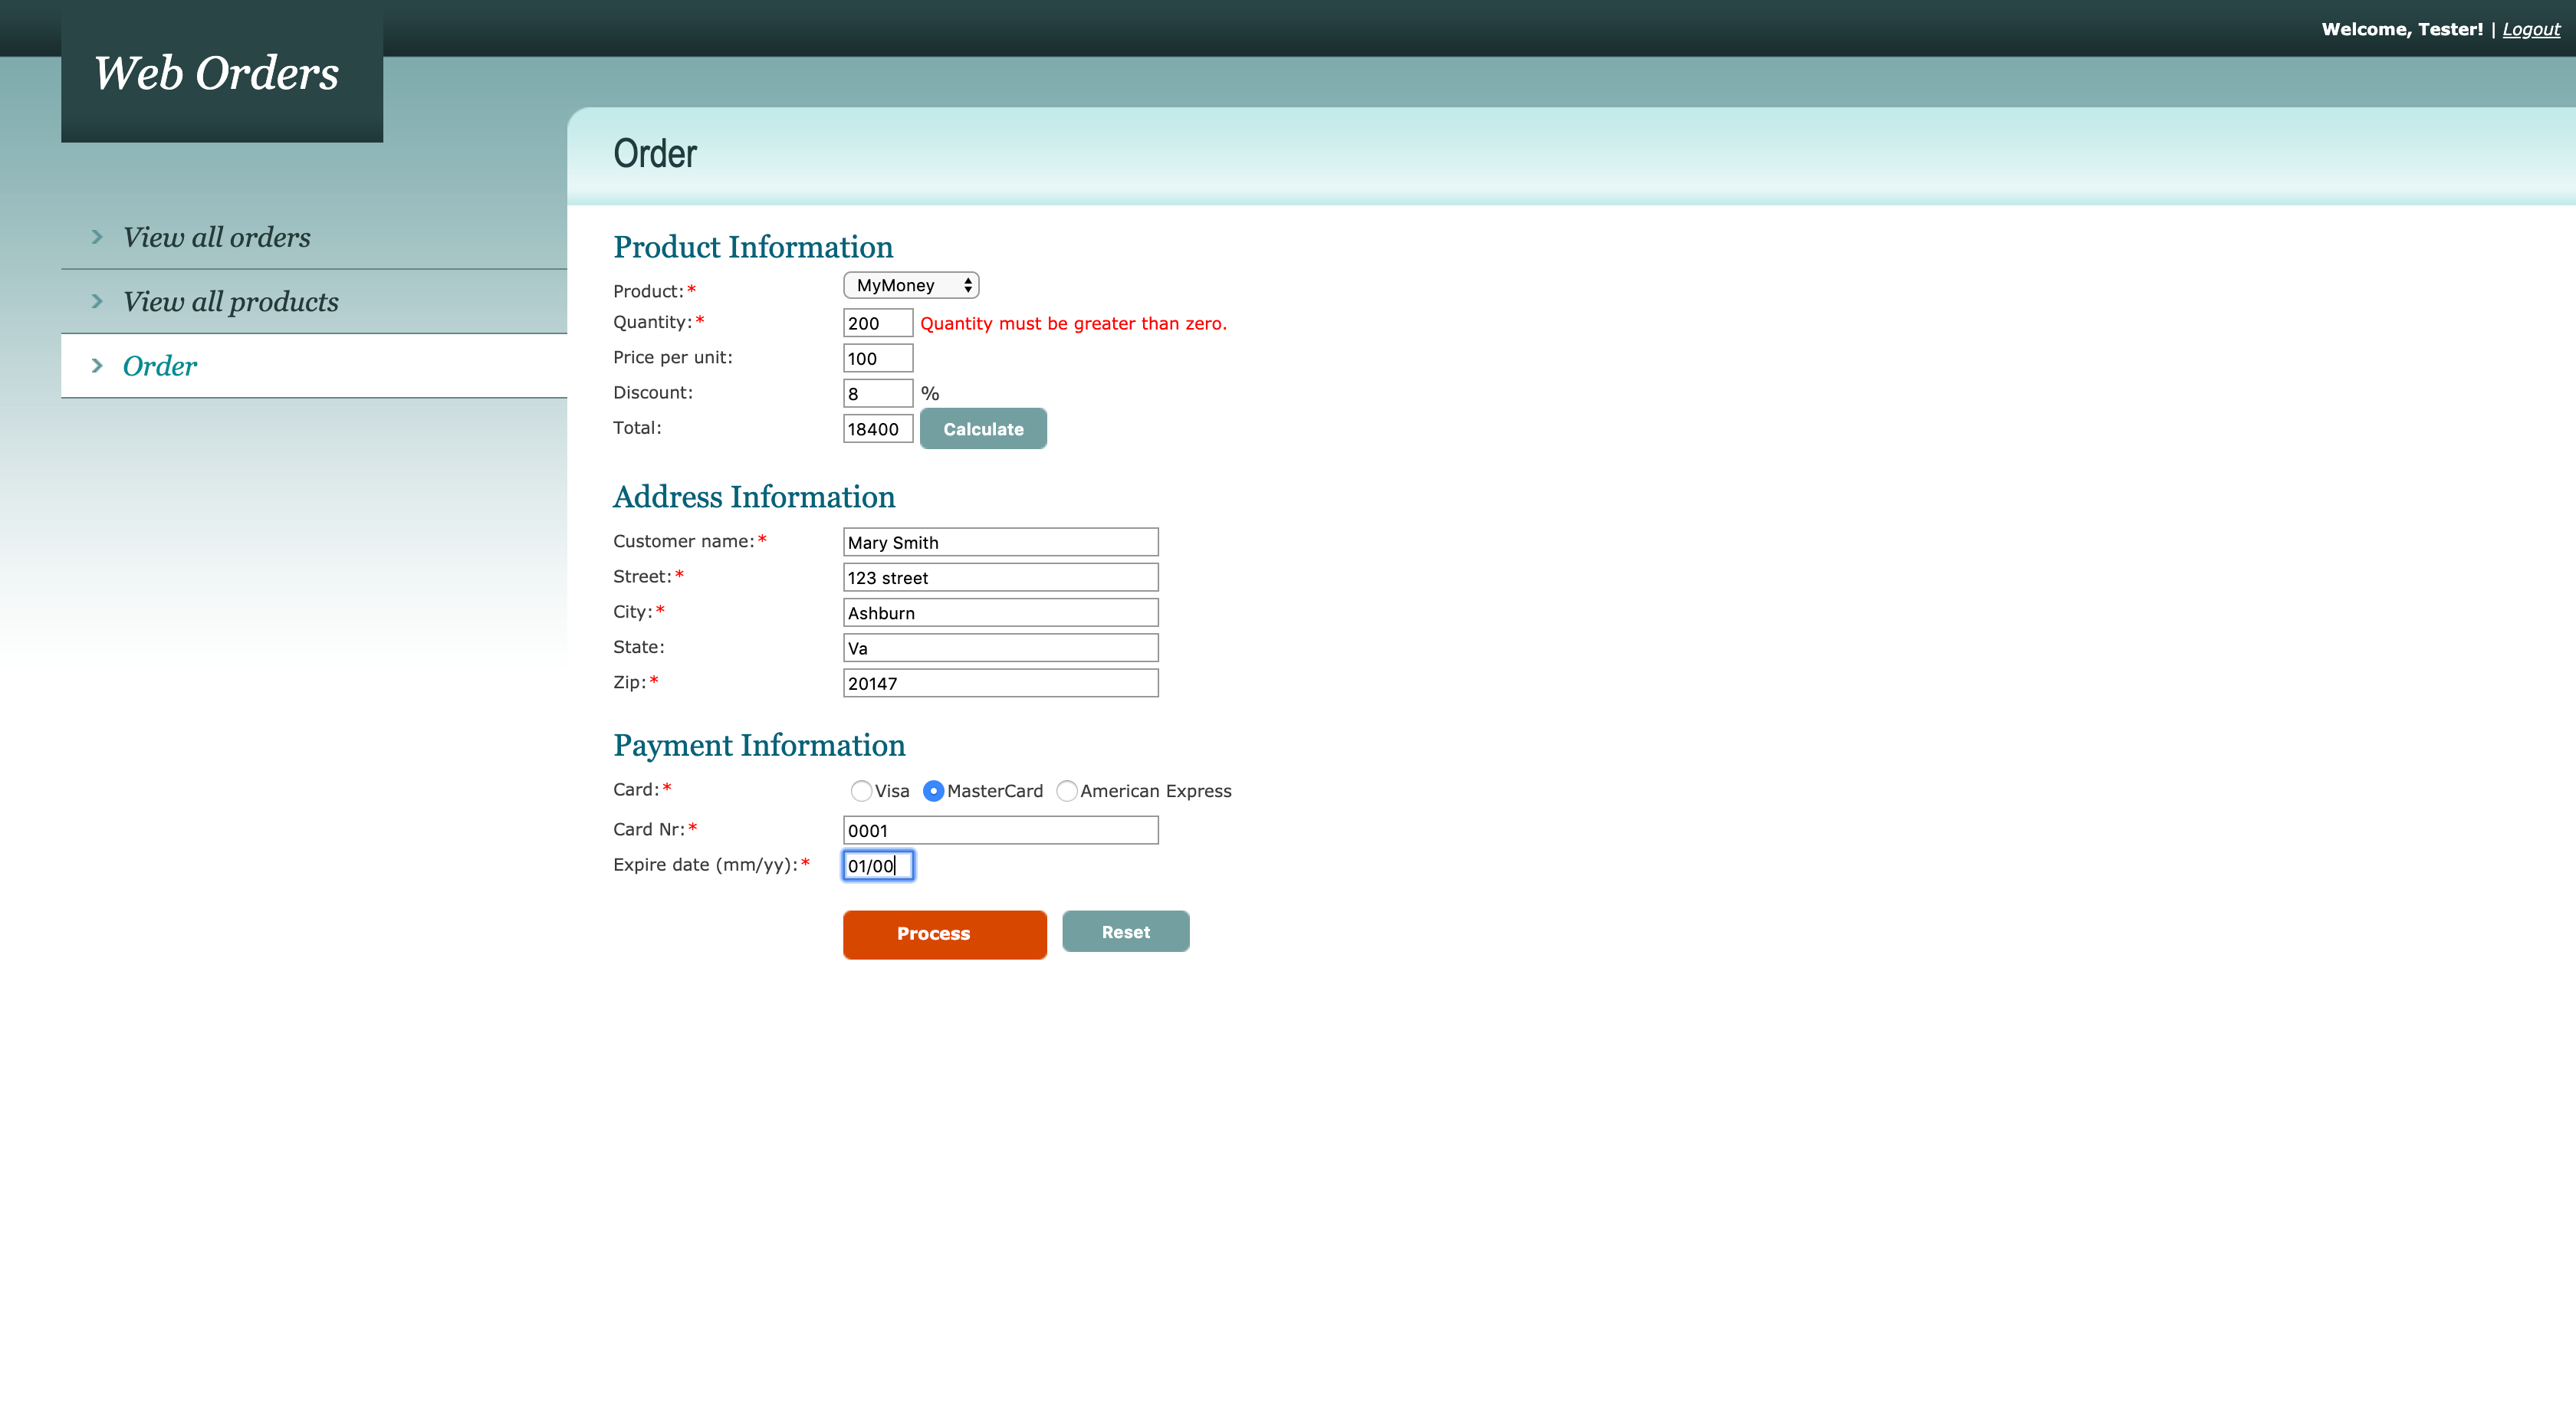 Welcome, Tester! | Logout
Web Orders
Order
View all orders
View all products
Order
Product Information
Product:* MyMoney
Quantity:* 200 Quantity must be greater than zero.
Price per unit: 100
Discount: 8 %
Total: 18400 Calculate
Address Information
Customer name:* Mary Smith
Street:* 123 street
City:* Ashburn
State: Va
Zip:* 20147
Payment Information
Card:* Visa MasterCard American Express
Card Nr:* 0001
Expire date (mm/yy):* 01/00
Process Reset